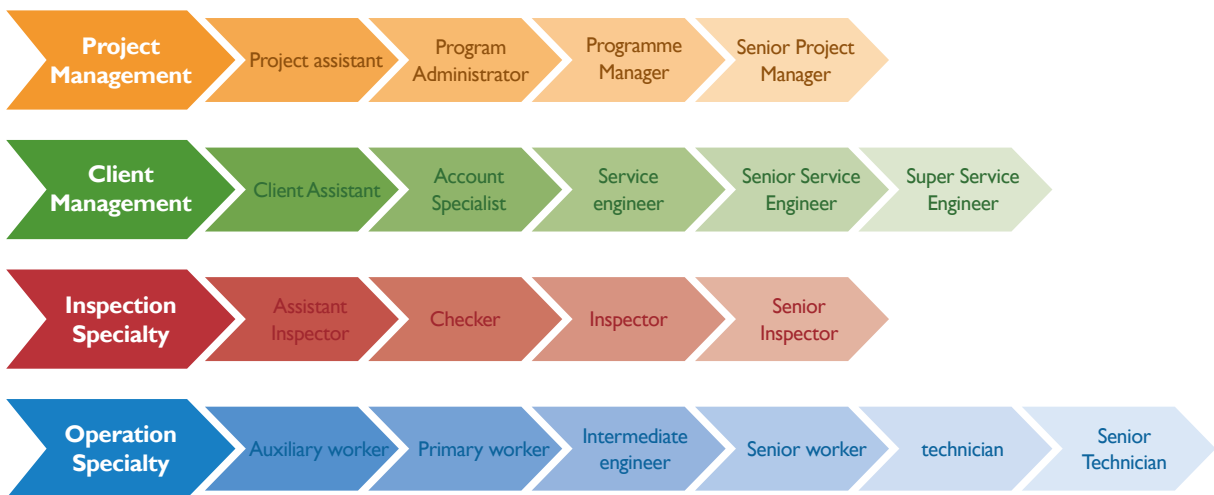 Project
Management
Project assistant
Program
Administrator
Programme
Manager
Senior Project
Manager
Client
Management
Client Assistant
Account
Specialist
Service
engineer
Senior Service
Engineer
Super Service
Engineer
Inspection
Specialty
Assistant
Inspector
Checker
Inspector
Senior
Inspector
Operation
Specialty
Auxiliary worker
Primary worker
Intermediate
engineer
Senior worker
technician
Senior
Technician